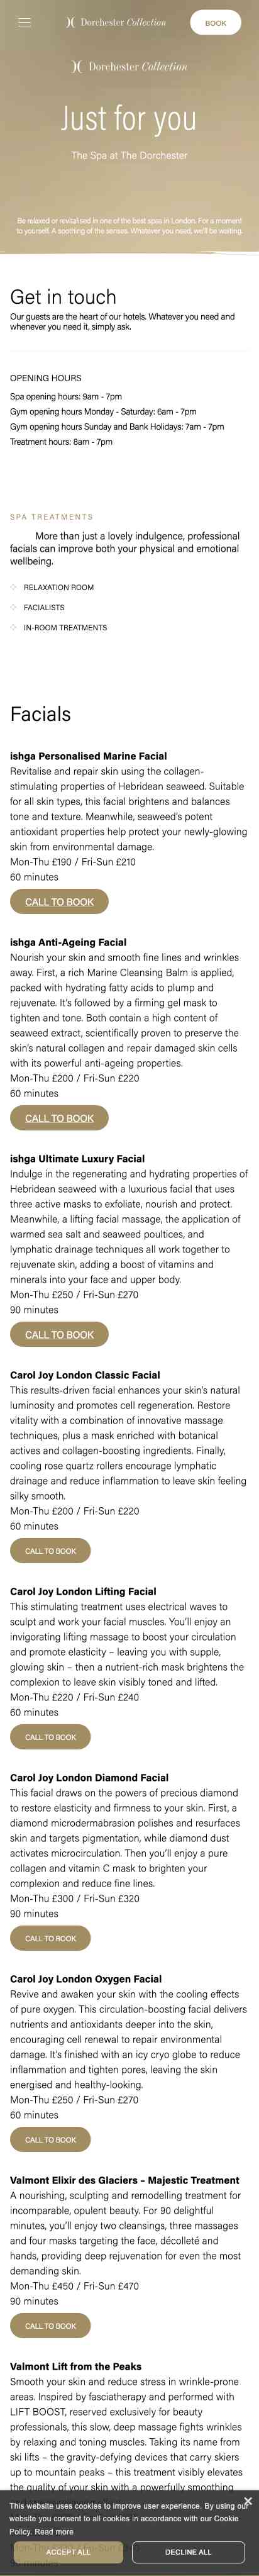 Dorchester Collection
BOOK
Dorchester Collection
Just for you
The Spa at The Dorchester
Be relaxed or revitalised in one of the best spas in London. For a moment
to yourself. A soothing of the senses. Whatever you need, we'll be waiting.
Get in touch
Our guests are the heart of our hotels. Whatever you need and
whenever you need it, simply ask.
OPENING HOURS
Spa opening hours: 9am - 7pm
Gym opening hours Monday - Saturday: 6am - 7pm
Gym opening hours Sunday and Bank Holidays: 7am - 7pm
Treatment hours: 8am - 7pm
SPA TREATMENTS
More than just a lovely indulgence, professional
facials can improve both your physical and emotional
wellbeing.
RELAXATION ROOM
FACIALISTS
IN-ROOM TREATMENTS
Facials
ishga Personalised Marine Facial
Revitalise and repair skin using the collagen-
stimulating properties of Hebridean seaweed. Suitable
for all skin types, this facial brightens and balances
tone and texture. Meanwhile, seaweed's potent
antioxidant properties help protect your newly-glowing
skin from environmental damage.
Mon-Thu £190 / Fri-Sun £210
60 minutes
CALL TO BOOK
ishga Anti-Ageing Facial
Nourish your skin and smooth fine lines and wrinkles
away. First, a rich Marine Cleansing Balm is applied,
packed with hydrating fatty acids to plump and
rejuvenate. It's followed by a firming gel mask to
tighten and tone. Both contain a high content of
seaweed extract, scientifically proven to preserve the
skin's natural collagen and repair damaged skin cells
with its powerful anti-ageing properties.
Mon-Thu £200 / Fri-Sun £220
60 minutes
CALL TO BOOK
ishga Ultimate Luxury Facial
Indulge in the regenerating and hydrating properties of
Hebridean seaweed with a luxurious facial that uses
three active masks to exfoliate, nourish and protect.
Meanwhile, a lifting facial massage, the application of
warmed sea salt and seaweed poultices, and
lymphatic drainage techniques all work together to
rejuvenate skin, adding a boost of vitamins and
minerals into your face and upper body.
Mon-Thu £250 / Fri-Sun £270
90 minutes
CALL TO BOOK
Carol Joy London Classic Facial
This results-driven facial enhances your skin's natural
luminosity and promotes cell regeneration. Restore
vitality with a combination of innovative massage
techniques, plus a mask enriched with botanical
actives and collagen-boosting ingredients. Finally,
cooling rose quartz rollers encourage lymphatic
drainage and reduce inflammation to leave skin feeling
silky smooth.
Mon-Thu £200 / Fri-Sun £220
60 minutes
CALL TO BOOK
Carol Joy London Lifting Facial
This stimulating treatment uses electrical waves to
sculpt and work your facial muscles. You'll enjoy an
invigorating lifting massage to boost your circulation
and promote elasticity – leaving you with supple,
glowing skin – then a nutrient-rich mask brightens the
complexion to leave skin visibly toned and lifted.
Mon-Thu £220 / Fri-Sun £240
60 minutes
CALL TO BOOK
Carol Joy London Diamond Facial
This facial draws on the powers of precious diamond
to restore elasticity and firmness to your skin. First, a
diamond microdermabrasion polishes and resurfaces
skin and targets pigmentation, while diamond dust
activates microcirculation. Then you'll enjoy a pure
collagen and vitamin C mask to brighten your
complexion and reduce fine lines.
Mon-Thu £300 / Fri-Sun £320
90 minutes
CALL TO BOOK
Carol Joy London Oxygen Facial
Revive and awaken your skin with the cooling effects
of pure oxygen. This circulation-boosting facial delivers
nutrients and antioxidants deeper into the skin,
encouraging cell renewal to repair environmental
damage. It's finished with an icy cryo globe to reduce
inflammation and tighten pores, leaving the skin
energised and healthy-looking.
Mon-Thu £250 / Fri-Sun £270
60 minutes
CALL TO BOOK
Valmont Elixir des Glaciers – Majestic Treatment
A nourishing, sculpting and remodelling treatment for
incomparable, opulent beauty. For 90 delightful
minutes, you'll enjoy two cleansings, three massages
and four masks targeting the face, décolleté and
hands, providing deep rejuvenation for even the most
demanding skin.
Mon-Thu £450 / Fri-Sun £470
90 minutes
CALL TO BOOK
Valmont Lift from the Peaks
Smooth your skin and reduce stress in wrinkle-prone
areas. Inspired by fasciatherapy and performed with
LIFT BOOST, reserved exclusively for beauty
professionals, this slow, deep massage fights wrinkles
by relaxing and toning muscles. Taking its name from
ski lifts – the gravity-defying devices that carry skiers
up to mountain peaks – this treatment visibly elevates
the quality of your skin with a powerfully smoothing
This website uses cookies to improve user experience. By using our
website you consent to all cookies in accordance with our Cookie
Policy. Read more
ACCEPT ALL
DECLINE ALL